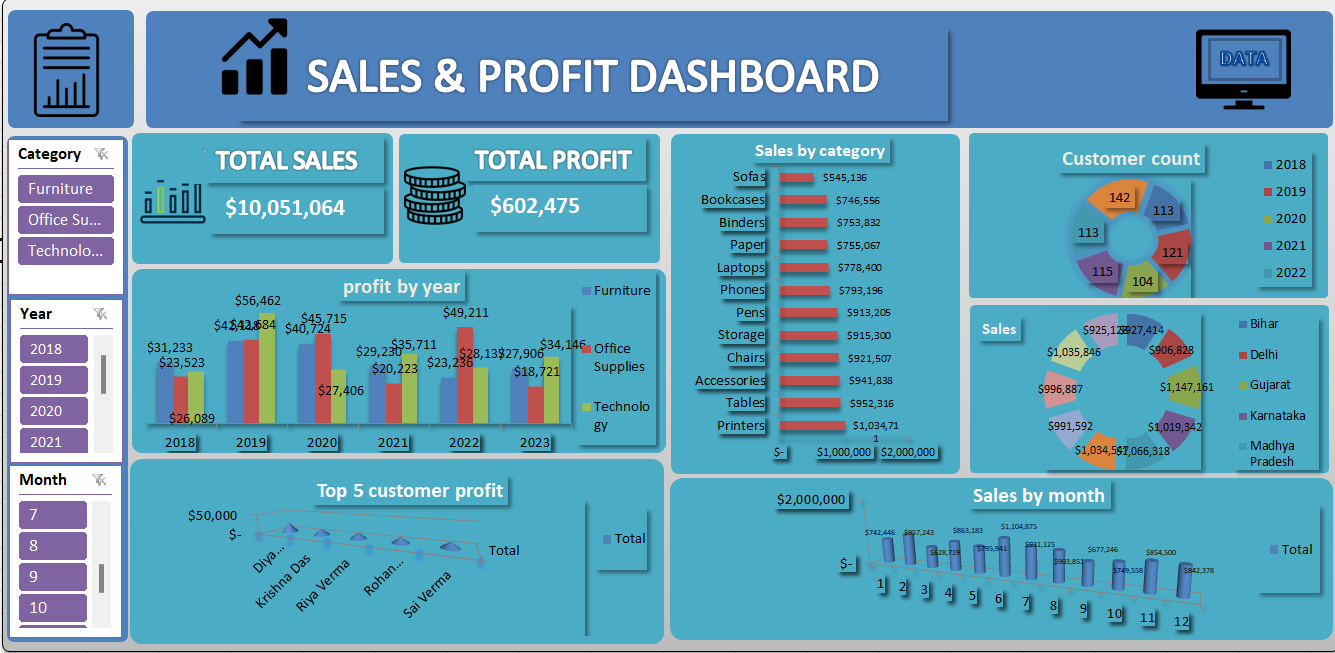 SALES & PROFIT DASHBOARD
DATA
Category
Furniture
Office Su...
Technolo...
Year
2018
2019
2020
2021
Month
7
8
9
10
TOTAL SALES
$10,051,064
TOTAL PROFIT
$602,475
profit by year
$31,233
$23,523
$26,089
$42,684
$56,462
$40,724
$45,715
$27,406
$29,230
$20,223
$35,711
$23,236
$49,211
$28,137
$27,906
$18,721
$34,146
2018
2019
2020
2021
2022
2023
Furniture
Office
Supplies
Technolo
gy
Top 5 customer profit
$50,000
$-
Diya...
Krishna Das
Riya Verma
Rohan...
Sai Verma
Total
Total
Sales by category
Sofas $545,136
Bookcases $746,556
Binders $753,832
Paper $755,067
Laptops $778,400
Phones $793,196
Pens $913,205
Storage $915,300
Chairs $921,507
Accessories $941,838
Tables $952,316
Printers $1,034,71
1
$- $1,000,000 $2,000,000
Customer count
142
113
113
121
115
104
2018
2019
2020
2021
2022
Sales
$927,414
$906,828
$1,147,161
$1,019,342
$1,066,318
$991,592
$996,887
$1,035,846
Bihar
Delhi
Gujarat
Karnataka
Madhya
Pradesh
Sales by month
$2,000,000
$-
$742,446
$957,243
$628,719
$863,183
$795,941
$1,104,875
$931,125
$903,851
$677,246
$749,558
$854,500
$842,378
1
2
3
4
5
6
7
8
9
10
11
12
Total